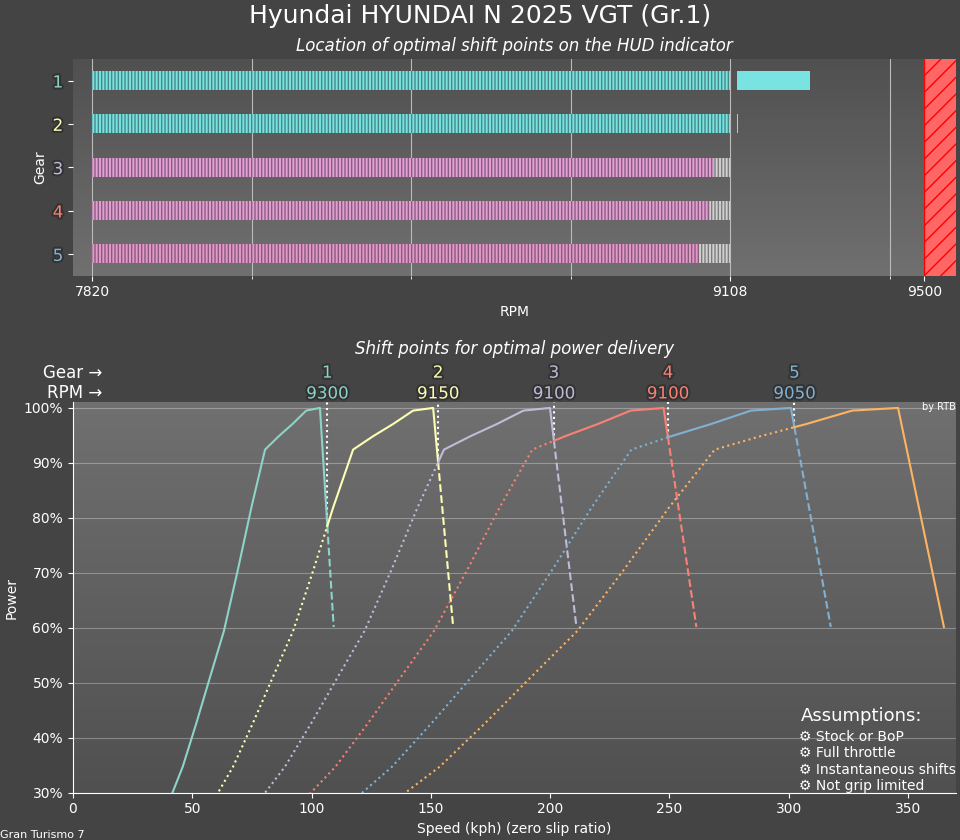 Hyundai HYUNDAI N 2025 VGT (Gr.1)
Location of optimal shift points on the HUD indicator
Gear
1
2
3
4
5
7820 9108 9500
RPM
Shift points for optimal power delivery
Gear → 1 2 3 4 5
RPM → 9300 9150 9100 9100 9050
by RTB
Power
100%
90%
80%
70%
60%
50%
40%
30%
Assumptions:
⚙ Stock or BoP
⚙ Full throttle
⚙ Instantaneous shifts
⚙ Not grip limited
0 50 100 150 200 250 300 350
Speed (kph) (zero slip ratio)
Gran Turismo 7